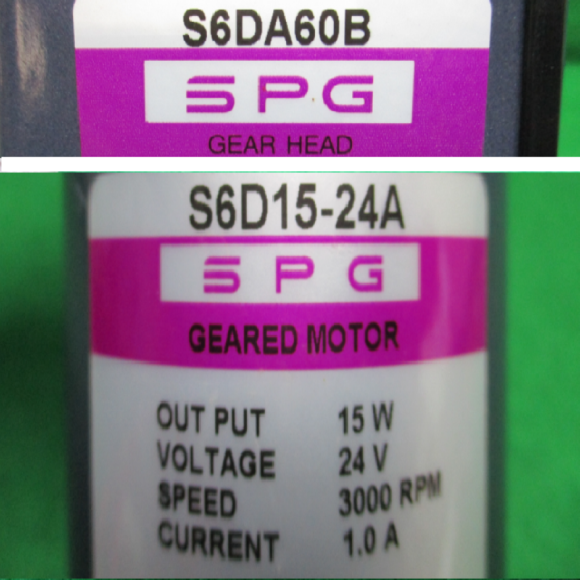 S6DA60B
SPG
GEAR HEAD
S6D15-24A
SPG
GEARED MOTOR
OUT PUT 15 W
VOLTAGE 24 V
SPEED 3000 RPM
CURRENT 1.0 A